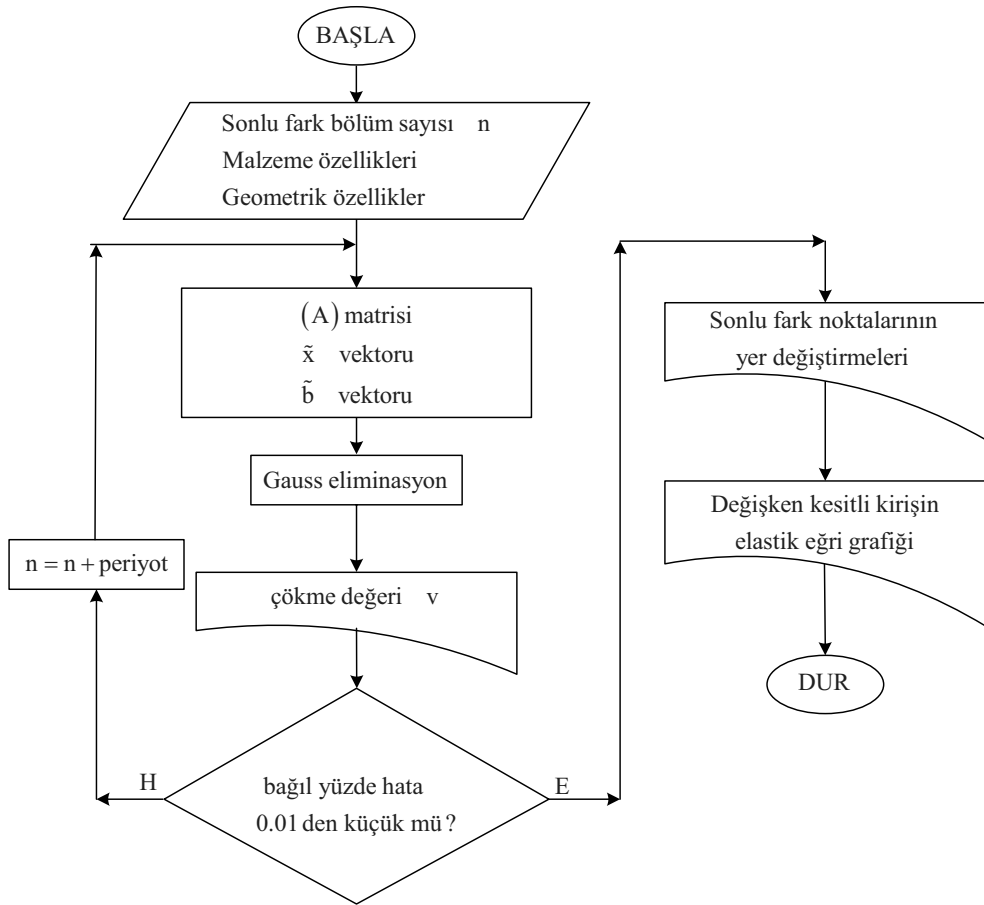 BAŞLA
Sonlu fark bölüm sayısı n
Malzeme özellikleri
Geometrik özellikler
(A) matrisi
x̃ vektoru
b̃ vektoru
Gauss eliminasyon
n = n + periyot
çökme değeri v
H
bağıl yüzde hata
0.01 den küçük mü ?
E
Sonlu fark noktalarının
yer değiştirmeleri
Değişken kesitli kirişin
elastik eğri grafiği
DUR